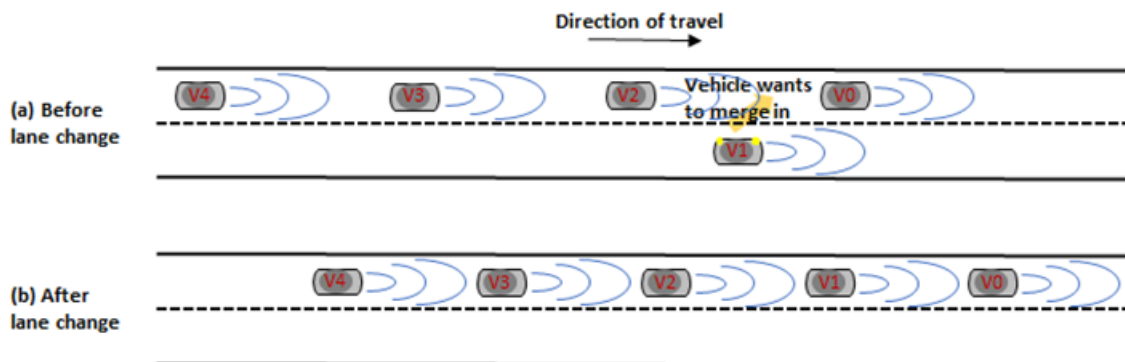 Direction of travel
(a) Before
lane change
V4
V3
V2
Vehicle wants
to merge in
V0
V1
(b) After
lane change
V4
V3
V2
V1
V0